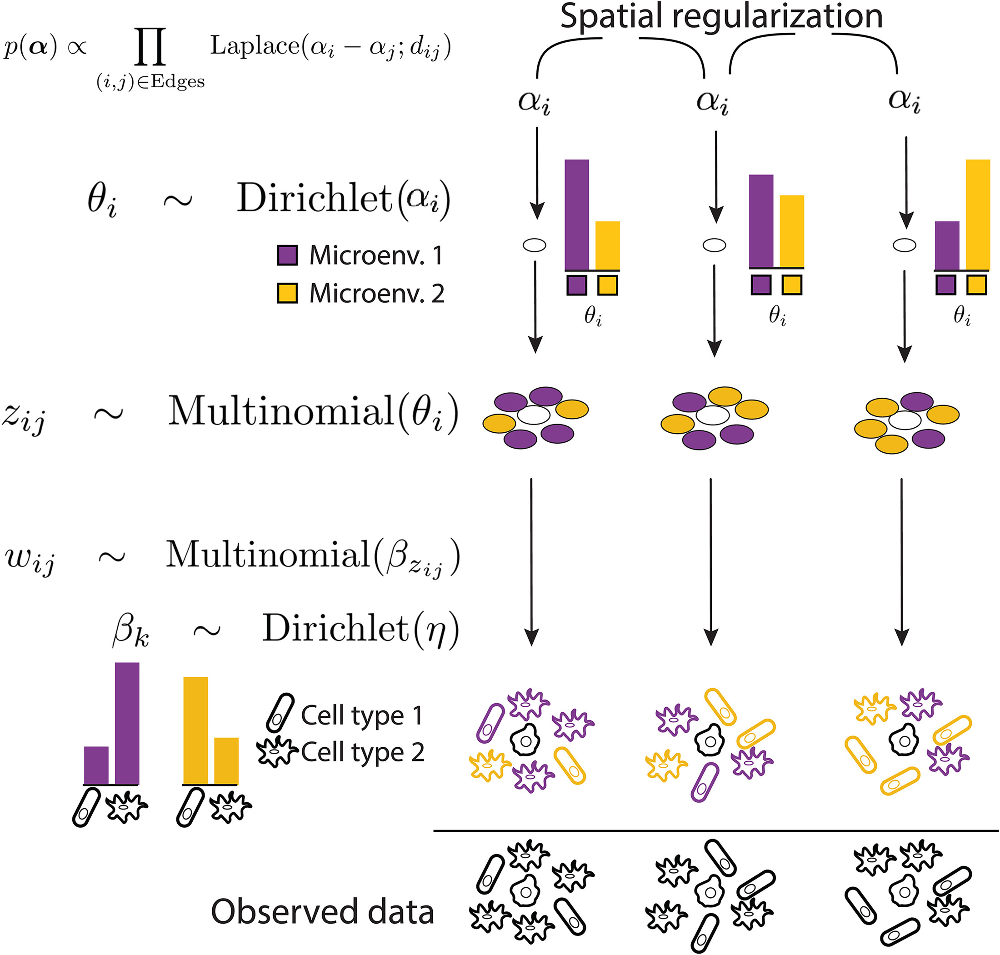 Spatial regularization
p(α) ∝ ∏ Laplace(αᵢ − αⱼ; dᵢⱼ)
(i,j)∈Edges
αᵢ αᵢ αᵢ
θᵢ ∼ Dirichlet(αᵢ)
Microenv. 1
Microenv. 2
θᵢ θᵢ θᵢ
zᵢⱼ ∼ Multinomial(θᵢ)
wᵢⱼ ∼ Multinomial(β_zᵢⱼ)
βₖ ∼ Dirichlet(η)
Cell type 1
Cell type 2
Observed data